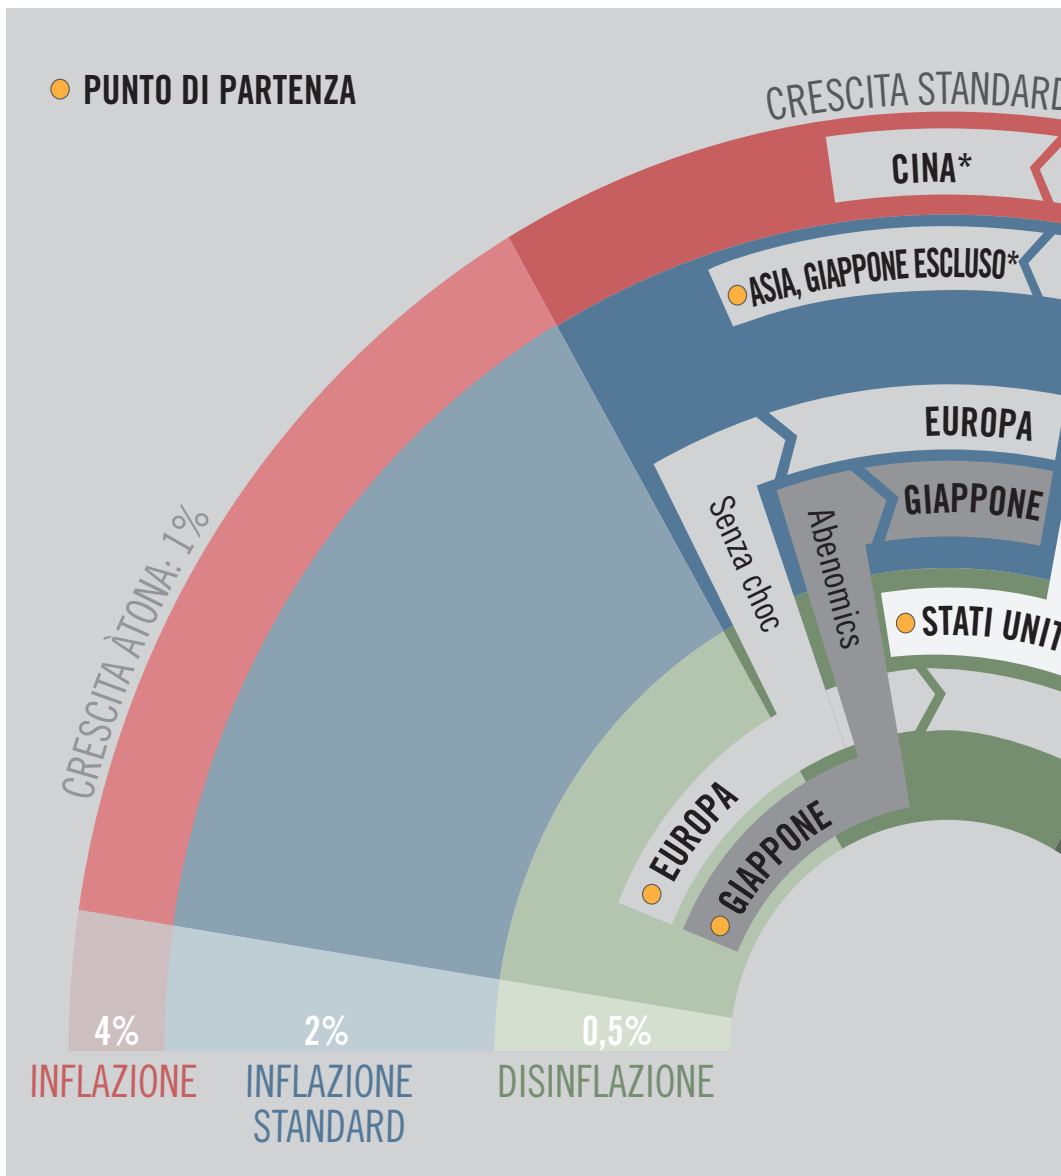 PUNTO DI PARTENZA
CRESCITA STANDARD
CINA*
ASIA, GIAPPONE ESCLUSO*
EUROPA
GIAPPONE
Senza choc
Abenomics
STATI UNIT
CRESCITA ÀTONA: 1%
EUROPA
GIAPPONE
4%
2%
0,5%
INFLAZIONE
INFLAZIONE
STANDARD
DISINFLAZIONE